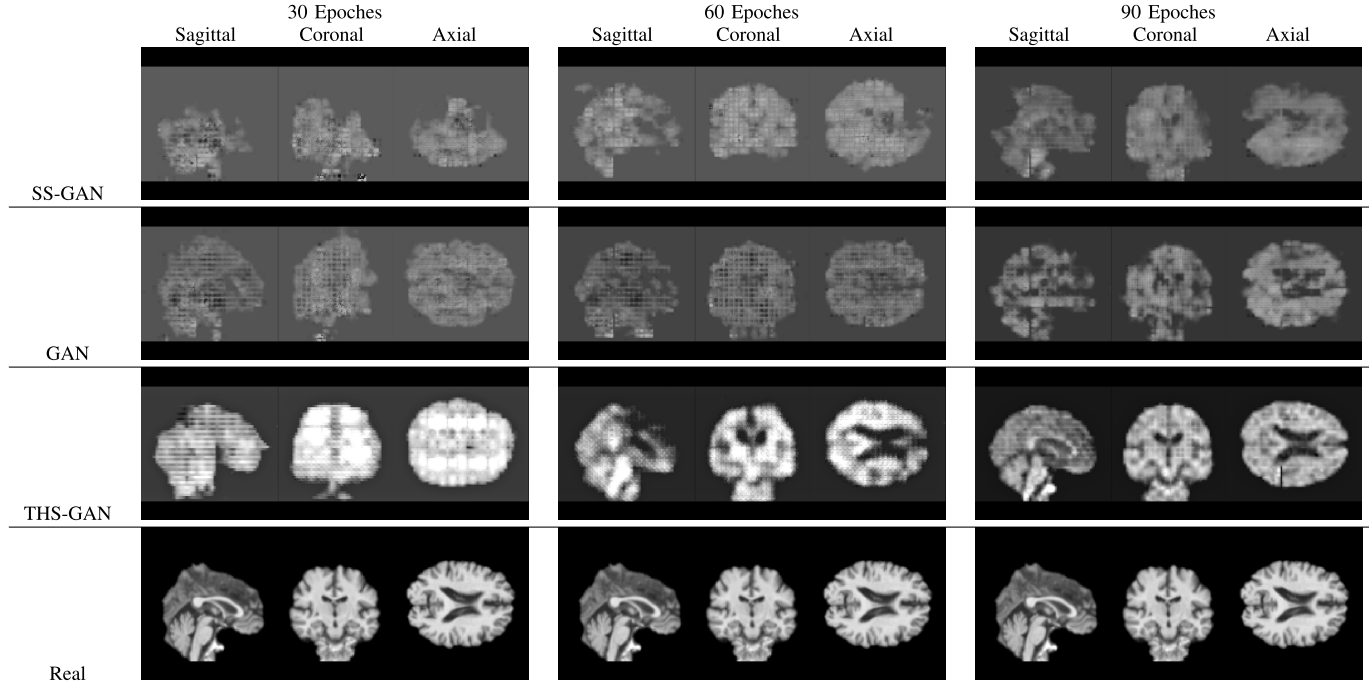 30 Epoches 60 Epoches 90 Epoches
Sagittal Coronal Axial Sagittal Coronal Axial Sagittal Coronal Axial
SS-GAN
GAN
THS-GAN
Real